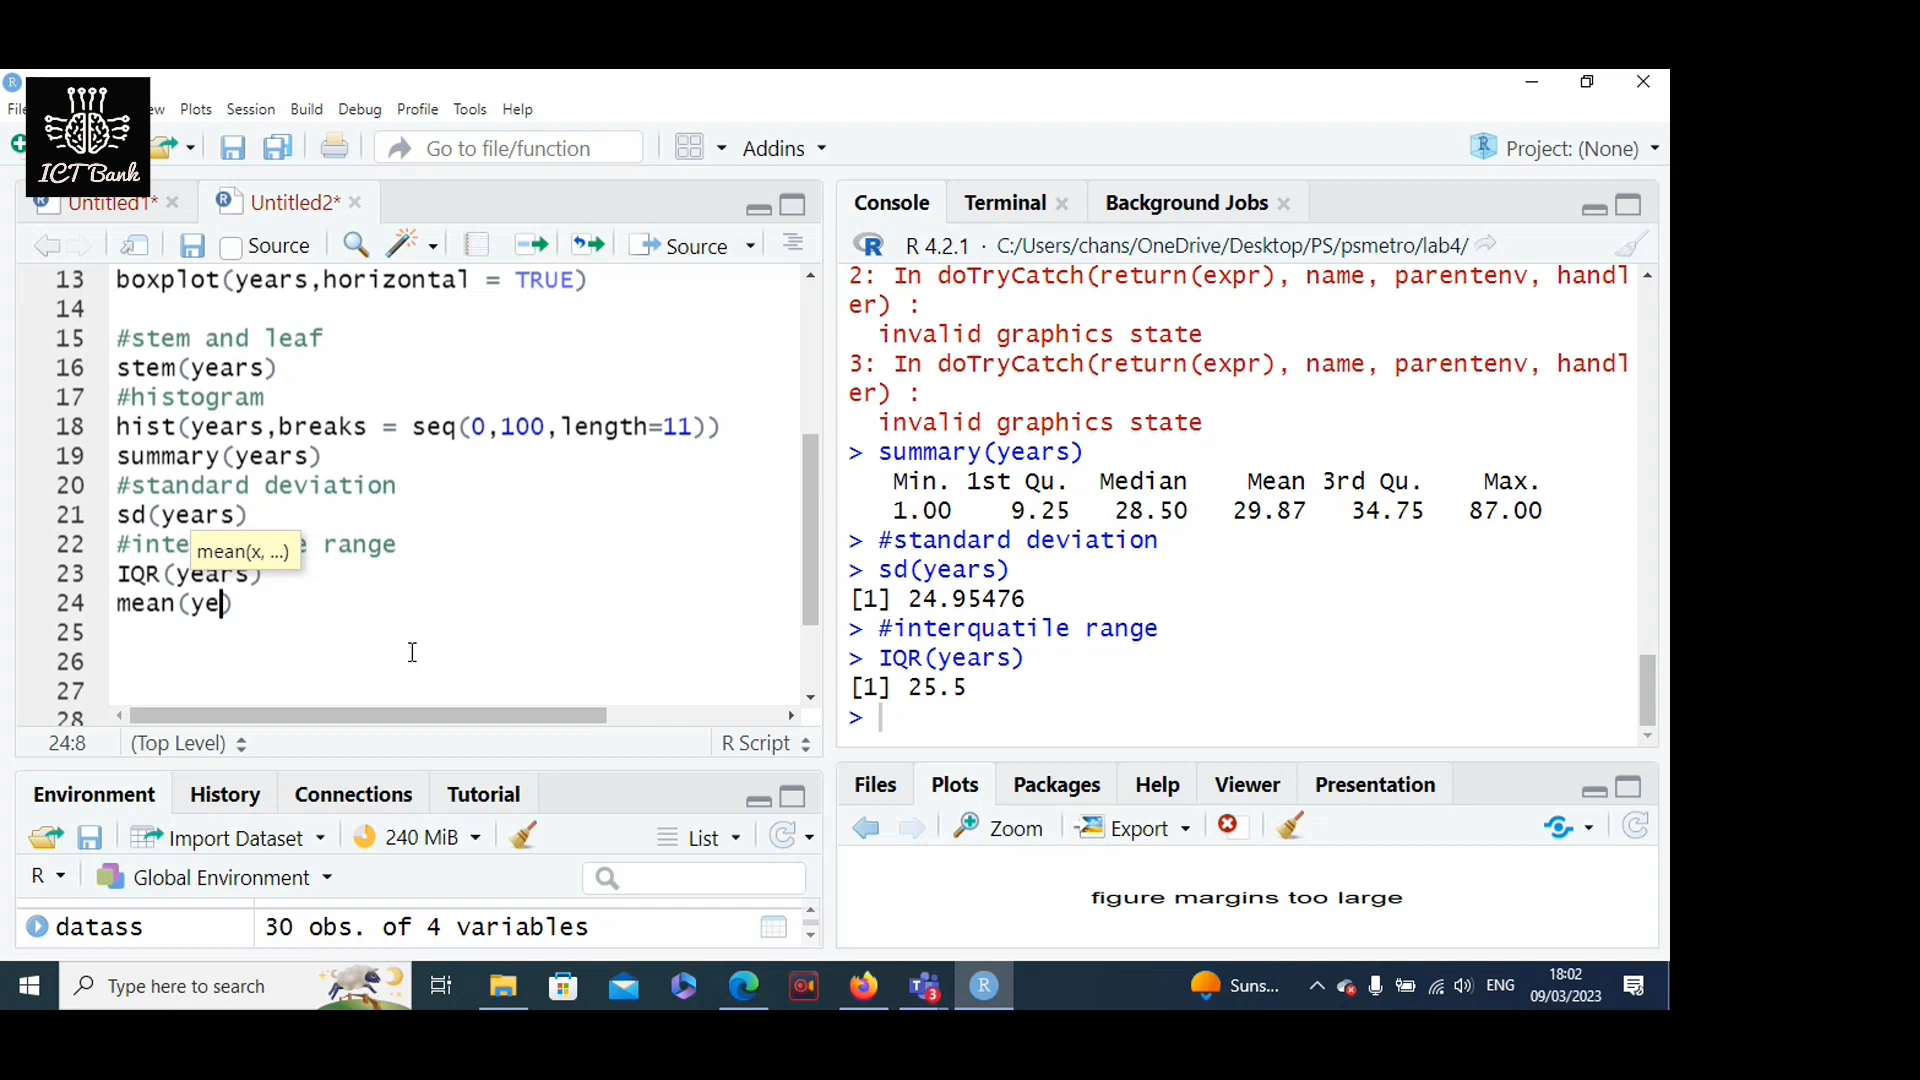 ICT Bank
Plots Session Build Debug Profile Tools Help
Go to file/function
Addins
Project: (None)
Untitled1*
Untitled2*
Source
Source
13 boxplot(years,horizontal = TRUE)
14
15 #stem and leaf
16 stem(years)
17 #histogram
18 hist(years,breaks = seq(0,100,length=11))
19 summary(years)
20 #standard deviation
21 sd(years)
22 #inte range
mean(x, ...)
23 IQR(years)
24 mean(ye)
25
26
27
28
24:8 (Top Level) R Script
Console Terminal Background Jobs
R 4.2.1 · C:/Users/chans/OneDrive/Desktop/PS/psmetro/lab4/
2: In doTryCatch(return(expr), name, parentenv, handl
er) :
invalid graphics state
3: In doTryCatch(return(expr), name, parentenv, handl
er) :
invalid graphics state
> summary(years)
Min. 1st Qu. Median Mean 3rd Qu. Max.
1.00 9.25 28.50 29.87 34.75 87.00
> #standard deviation
> sd(years)
[1] 24.95476
> #interquatile range
> IQR(years)
[1] 25.5
>
Environment History Connections Tutorial
Import Dataset 240 MiB List
R Global Environment
datass 30 obs. of 4 variables
Files Plots Packages Help Viewer Presentation
Zoom Export
figure margins too large
Type here to search
Suns...
ENG
18:02
09/03/2023